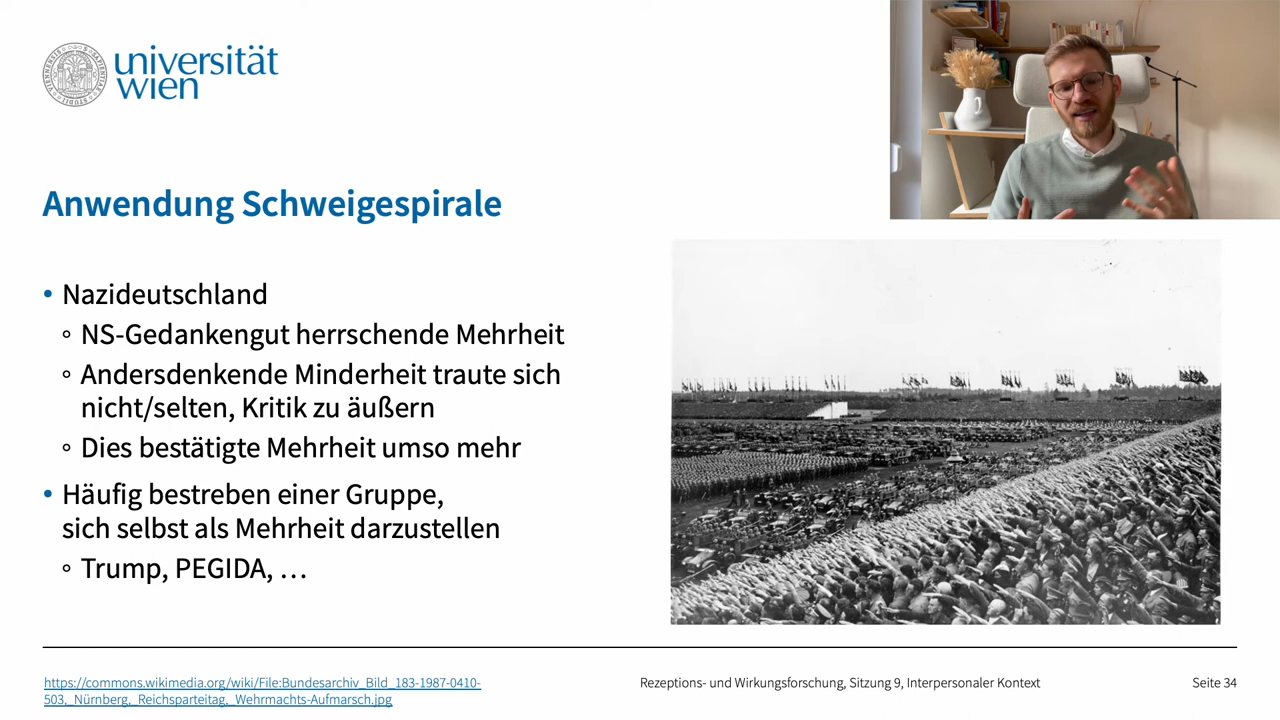 universität
wien
Anwendung Schweigespirale
• Nazideutschland
◦ NS-Gedankengut herrschende Mehrheit
◦ Andersdenkende Minderheit traute sich
nicht/selten, Kritik zu äußern
◦ Dies bestätigte Mehrheit umso mehr
• Häufig bestreben einer Gruppe,
sich selbst als Mehrheit darzustellen
◦ Trump, PEGIDA, …
https://commons.wikimedia.org/wiki/File:Bundesarchiv_Bild_183-1987-0410-
503,_Nürnberg,_Reichsparteitag,_Wehrmachts-Aufmarsch.jpg
Rezeptions- und Wirkungsforschung, Sitzung 9, Interpersonaler Kontext
Seite 34